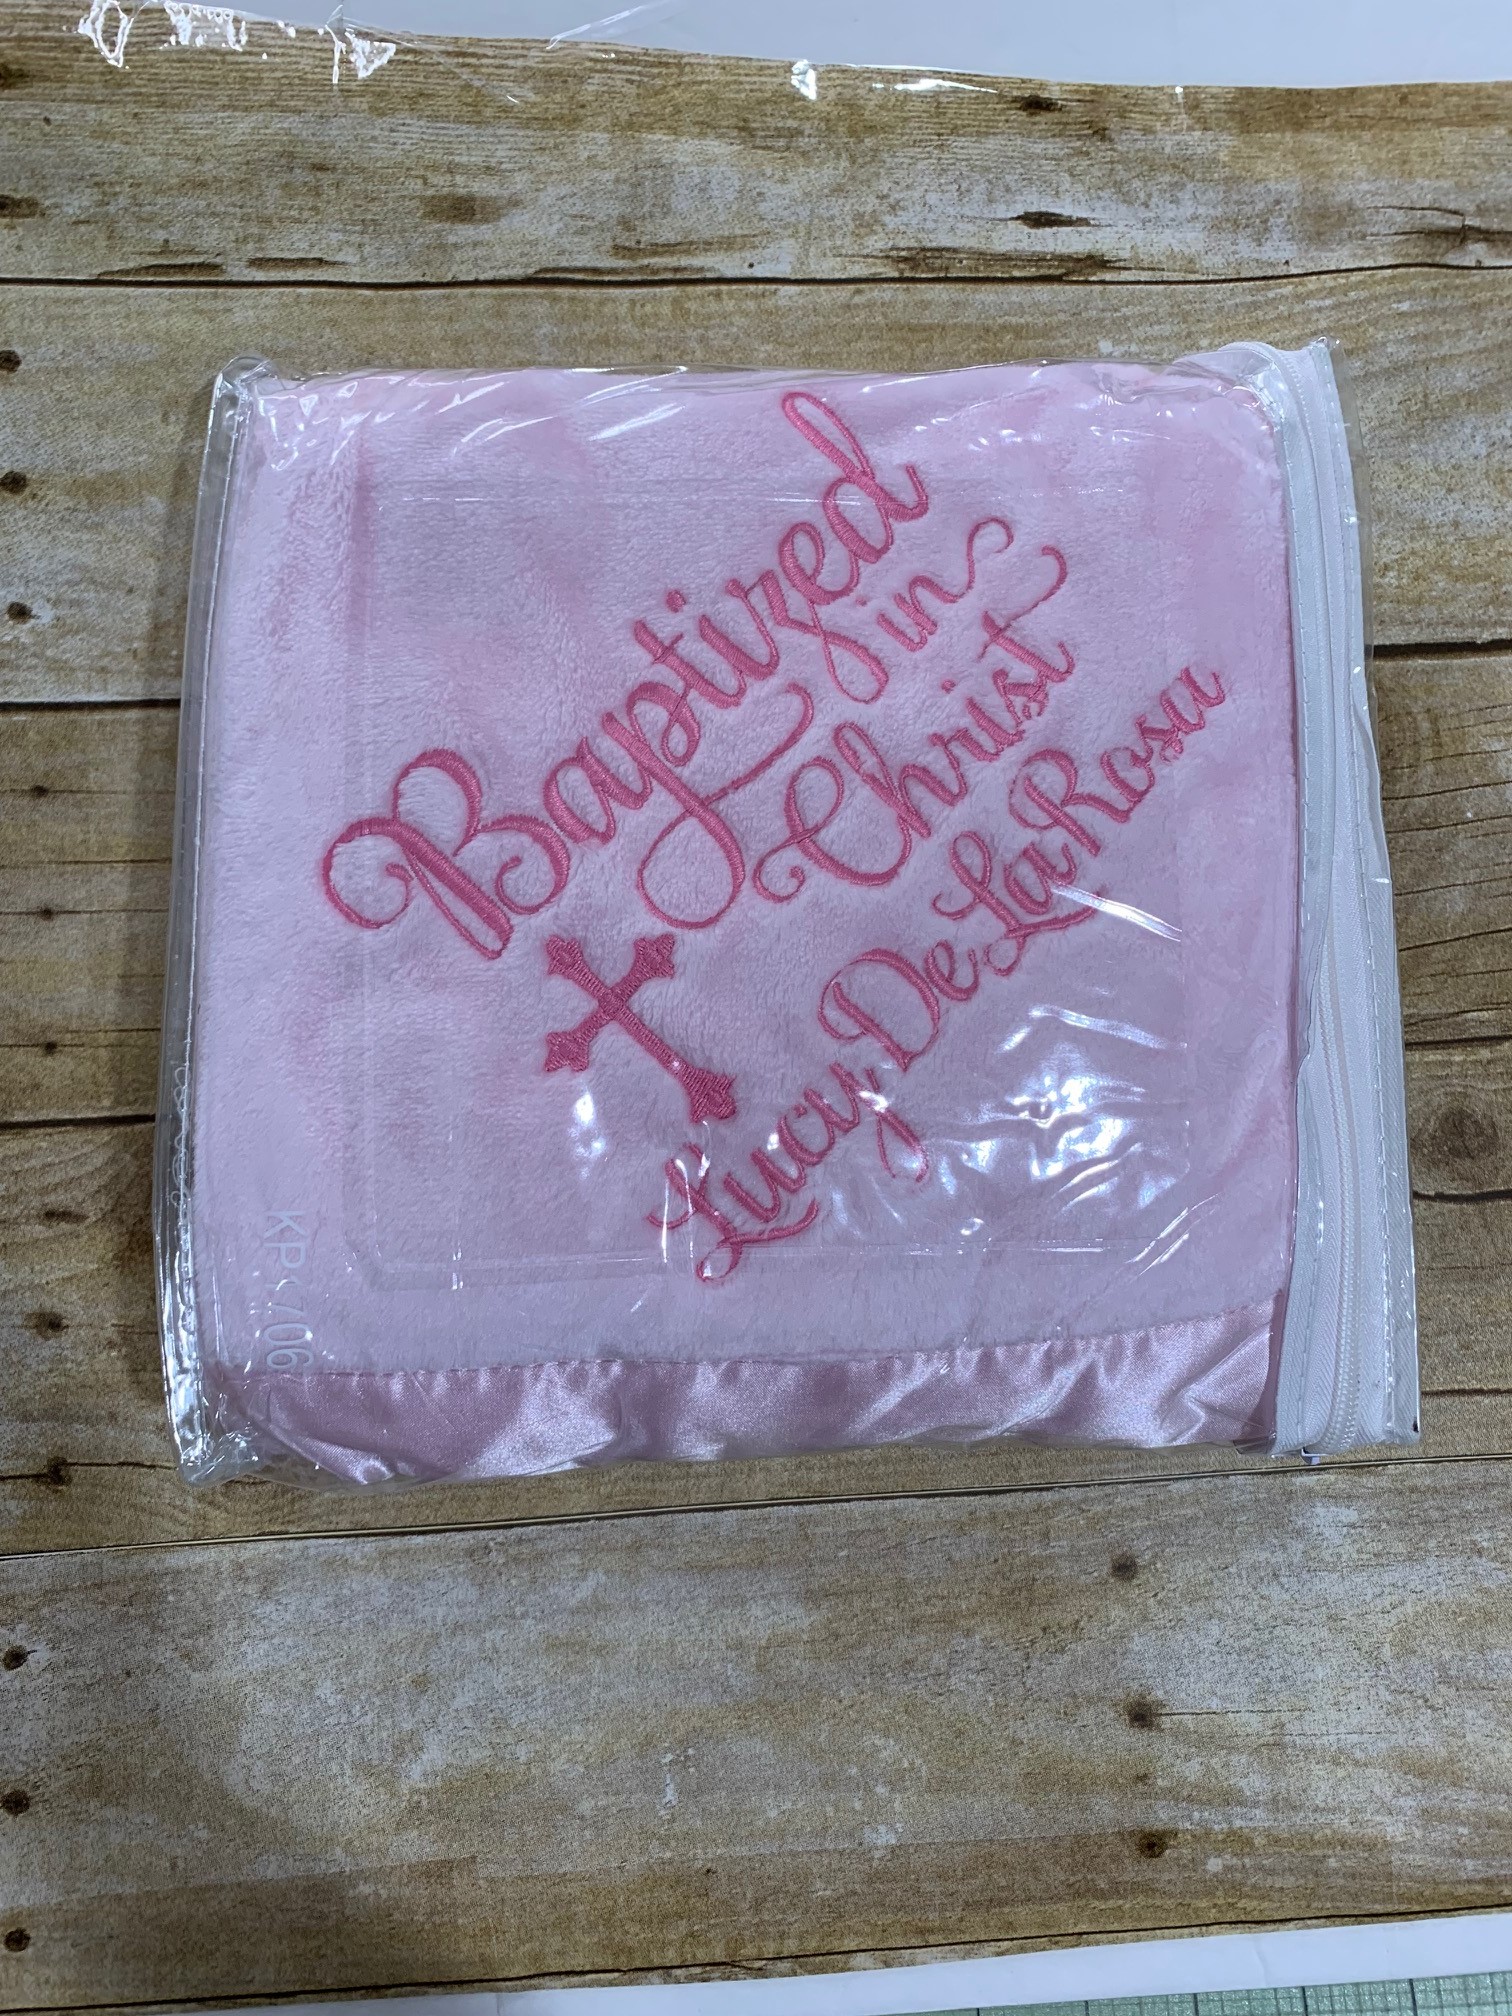 Baptized
in
Christ
Lucy De La Rosa